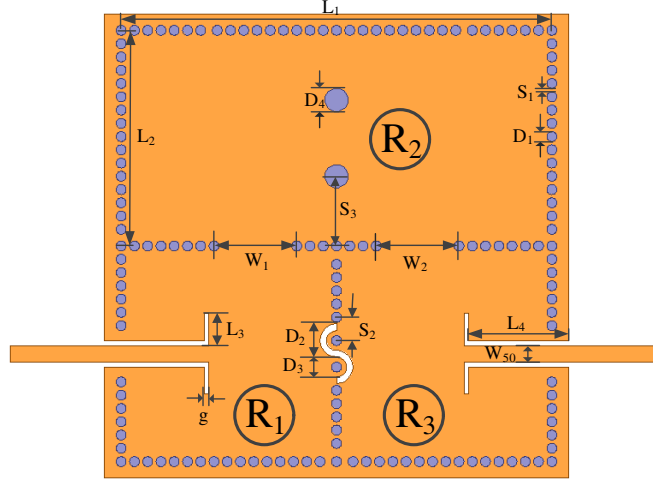 L₁
S₁
D₄
R₂
D₁
L₂
S₃
W₁ W₂
L₃ D₂ S₂ L₄
W₅₀
D₃
g R₁ R₃